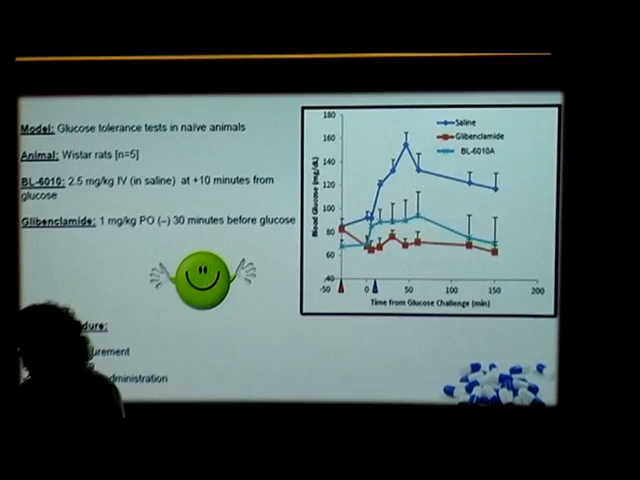 Model: Glucose tolerance tests in naïve animals
Animal: Wistar rats [n=5]
BL-6010: 2.5 mg/kg IV (in saline) at +10 minutes from
glucose
Glibenclamide: 1 mg/kg PO (–) 30 minutes before glucose
dure:
urement
dministration
180
160
140
120
100
80
60
40
-50
0
50
100
150
200
Blood Glucose (mg/dL)
Time from Glucose Challenge (min)
Saline
Glibenclamide
BL-6010A